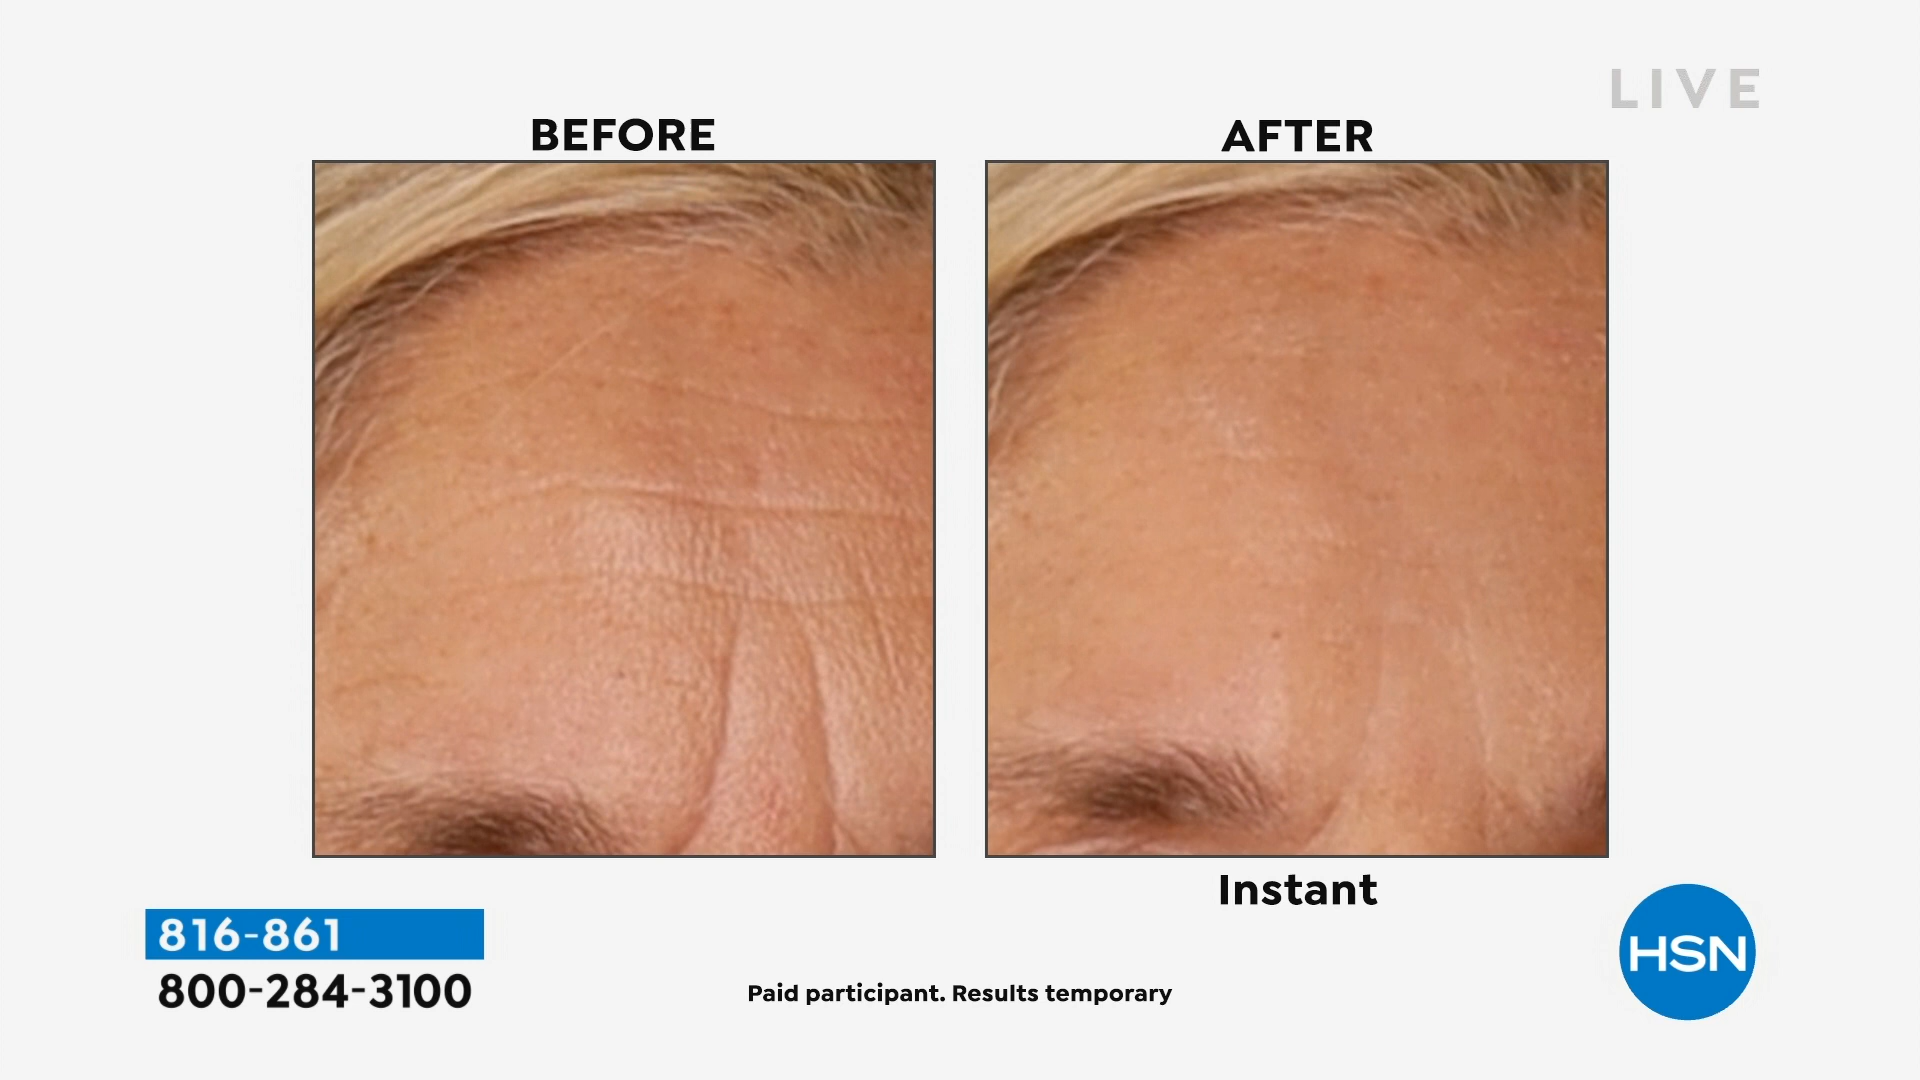 LIVE
BEFORE
AFTER
Instant
816-861
800-284-3100
Paid participant. Results temporary
HSN